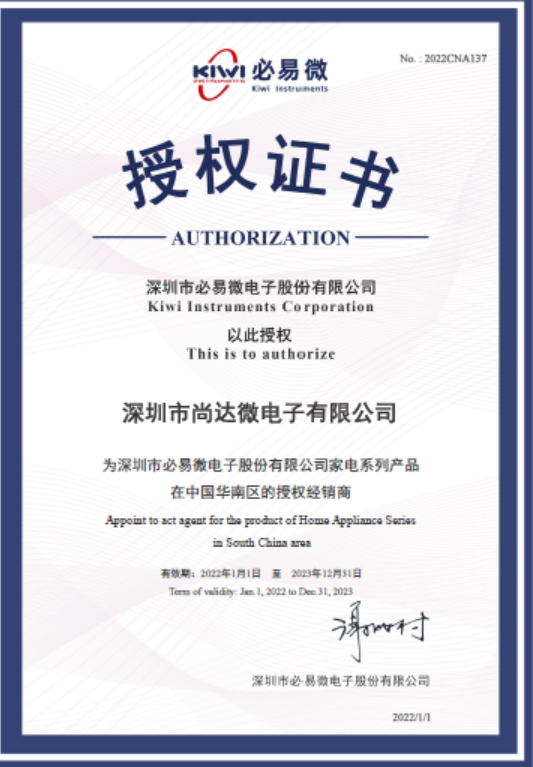 No. : 2022CNA137
KIWI 必易微
INSTRUMENTS
Kiwi Instruments
授权证书
AUTHORIZATION
深圳市必易微电子股份有限公司
Kiwi Instruments Corporation
以此授权
This is to authorize
深圳市尚达微电子有限公司
为深圳市必易微电子股份有限公司家电系列产品
在中国华南区的授权经销商
Appoint to act agent for the product of Home Appliance Series
in South China area
有效期：2022年1月1日 至 2023年12月31日
Term of validity: Jan.1, 2022 to Dec.31, 2023
深圳市必易微电子股份有限公司
2022/1/1